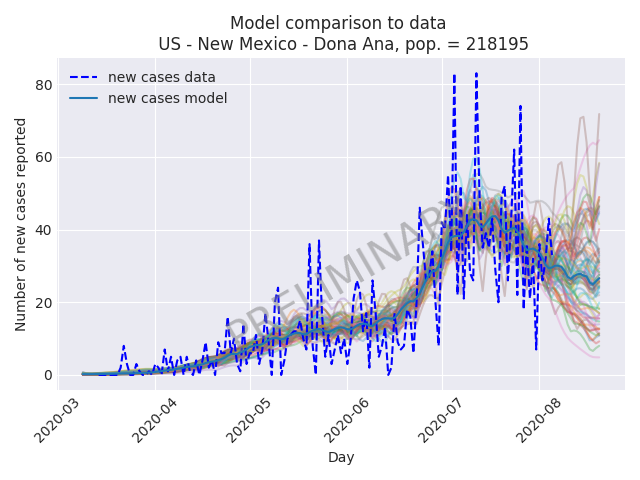 Model comparison to data
US - New Mexico - Dona Ana, pop. = 218195
new cases data
new cases model
PRELIMINARY
Number of new cases reported
80
60
40
20
0
2020-03
2020-04
2020-05
2020-06
2020-07
2020-08
Day